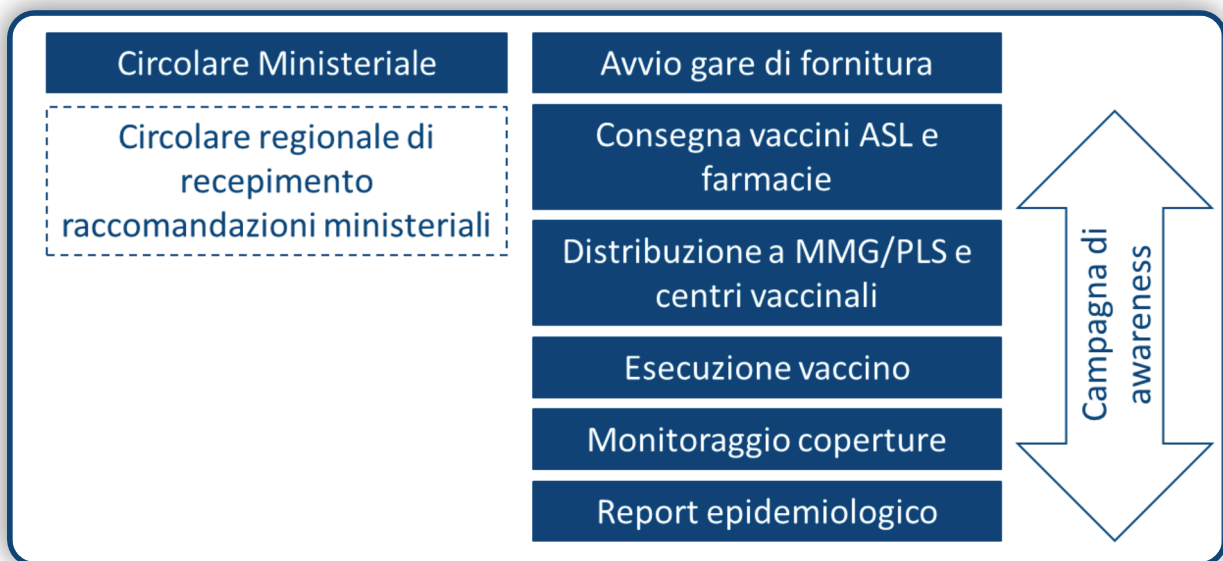 Circolare Ministeriale
Circolare regionale di
recepimento
raccomandazioni ministeriali
Avvio gare di fornitura
Consegna vaccini ASL e
farmacie
Distribuzione a MMG/PLS e
centri vaccinali
Esecuzione vaccino
Monitoraggio coperture
Report epidemiologico
Campagna di
awareness